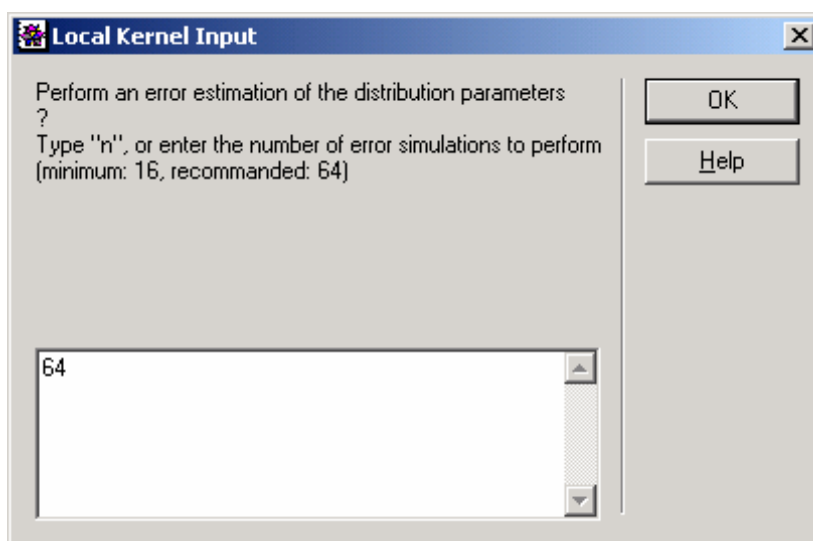 Local Kernel Input
Perform an error estimation of the distribution parameters
?
Type "n", or enter the number of error simulations to perform
(minimum: 16, recommanded: 64)
OK
Help
64